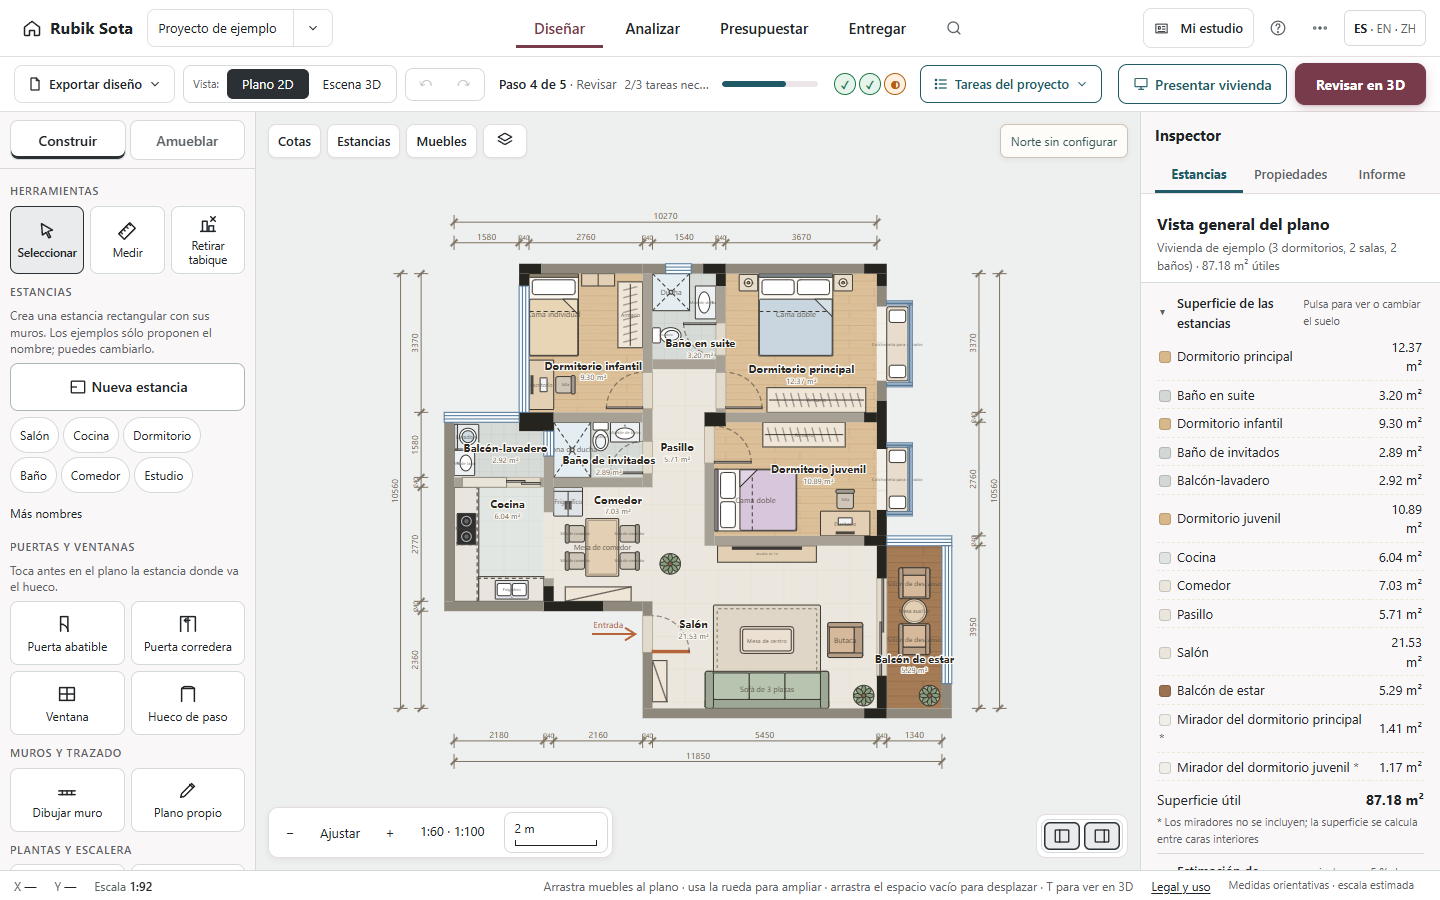 Rubik Sota
Proyecto de ejemplo
Diseñar
Analizar
Presupuestar
Entregar
Mi estudio
ES · EN · ZH
Exportar diseño
Vista:
Plano 2D
Escena 3D
Paso 4 de 5 · Revisar 2/3 tareas nec...
Tareas del proyecto
Presentar vivienda
Revisar en 3D
Construir
Amueblar
HERRAMIENTAS
Seleccionar
Medir
Retirar
tabique
ESTANCIAS
Crea una estancia rectangular con sus
muros. Los ejemplos sólo proponen el
nombre; puedes cambiarlo.
Nueva estancia
Salón
Cocina
Dormitorio
Baño
Comedor
Estudio
Más nombres
PUERTAS Y VENTANAS
Toca antes en el plano la estancia donde va
el hueco.
Puerta abatible
Puerta corredera
Ventana
Hueco de paso
MUROS Y TRAZADO
Dibujar muro
Plano propio
PLANTAS Y ESCALERA
Cotas
Estancias
Muebles
Norte sin configurar
10270
1580
240
2760
240
1540
240
3670
3370
1580
10560
2770
2360
3370
2760
10560
3950
Cama individual
Dormitorio infantil
9.30 m²
Ducha
Baño en suite
3.20 m²
Cama doble
Dormitorio principal
12.37 m²
Balcón-lavadero
2.92 m²
Baño de invitados
2.89 m²
Pasillo
5.71 m²
Dormitorio juvenil
10.89 m²
Cama doble
Cocina
6.04 m²
Comedor
7.03 m²
Mesa de comedor
Entrada
Salón
21.53 m²
Mesa de centro
Butaca
Sofá de 3 plazas
Balcón de estar
5.29 m²
2180
240
2160
240
5450
240
1340
11850
−
Ajustar
+
1:60 · 1:100
2 m
Inspector
Estancias
Propiedades
Informe
Vista general del plano
Vivienda de ejemplo (3 dormitorios, 2 salas, 2
baños) · 87.18 m² útiles
Superficie de las
estancias
Pulsa para ver o cambiar
el suelo
Dormitorio principal 12.37
m²
Baño en suite 3.20 m²
Dormitorio infantil 9.30 m²
Baño de invitados 2.89 m²
Balcón-lavadero 2.92 m²
Dormitorio juvenil 10.89
m²
Cocina 6.04 m²
Comedor 7.03 m²
Pasillo 5.71 m²
Salón 21.53
m²
Balcón de estar 5.29 m²
Mirador del dormitorio principal
* 1.41 m²
Mirador del dormitorio juvenil * 1.17 m²
Superficie útil 87.18 m²
* Los miradores no se incluyen; la superficie se calcula
entre caras interiores
X —
Y —
Escala 1:92
Arrastra muebles al plano · usa la rueda para ampliar · arrastra el espacio vacío para desplazar · T para ver en 3D
Legal y uso
Medidas orientativas · escala estimada